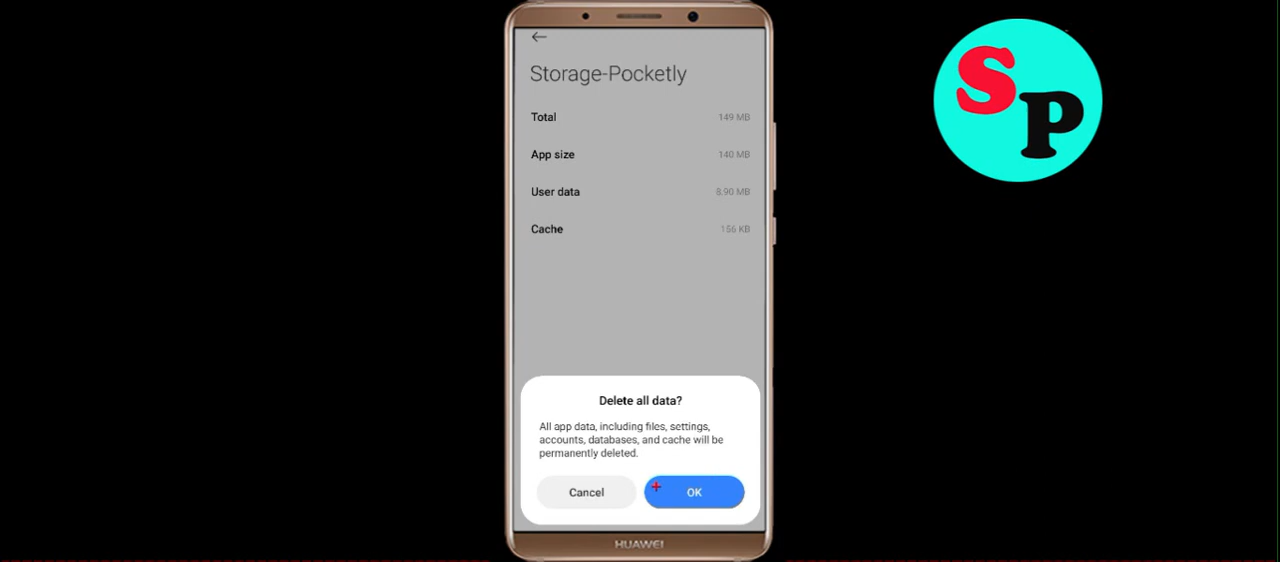 Storage-Pocketly
Total 149 MB
App size 140 MB
User data 8.90 MB
Cache 156 KB
Delete all data?
All app data, including files, settings,
accounts, databases, and cache will be
permanently deleted.
Cancel OK
HUAWEI
SP